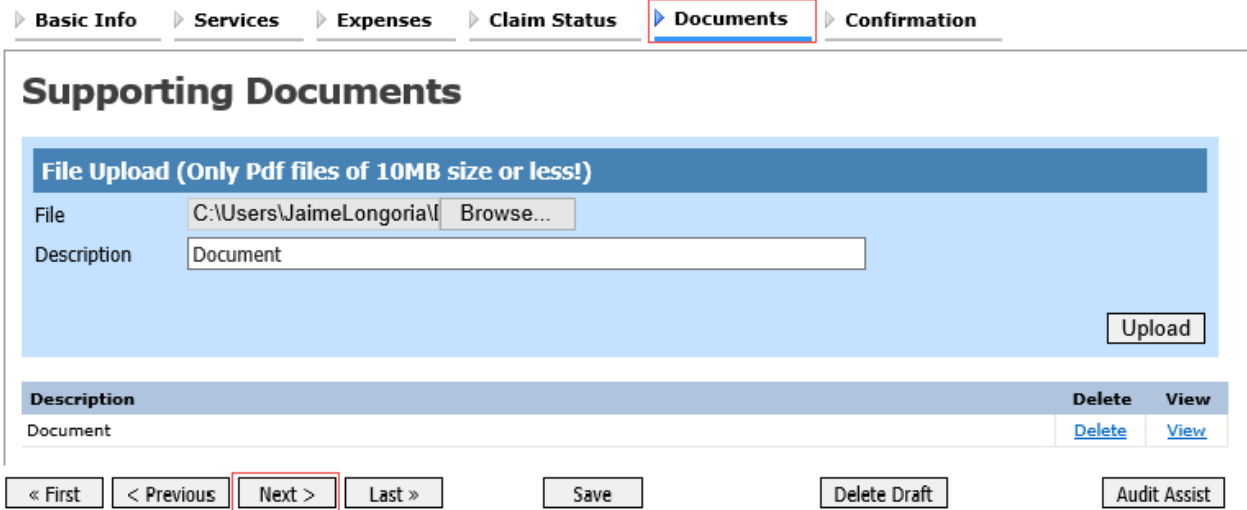 Basic Info Services Expenses Claim Status Documents Confirmation
Supporting Documents
File Upload (Only Pdf files of 10MB size or less!)
File C:\Users\JaimeLongoria\ Browse...
Description Document
Upload
Description Delete View
Document Delete View
« First < Previous Next > Last » Save Delete Draft Audit Assist